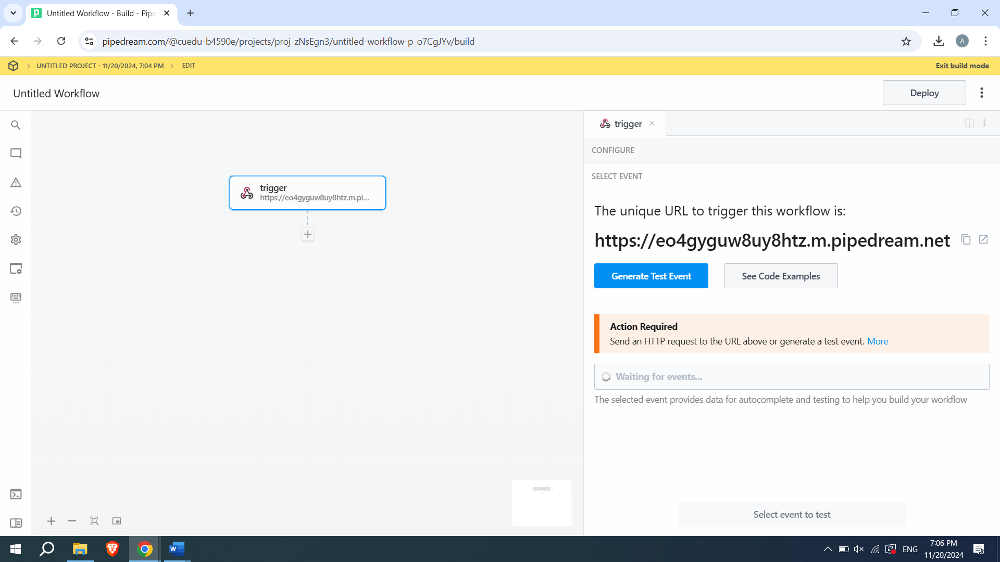 Untitled Workflow - Build - Pipe
pipedream.com/@cuedu-b4590e/projects/proj_zNsEgn3/untitled-workflow-p_o7CgJYv/build
A
UNTITLED PROJECT - 11/20/2024, 7:04 PM
EDIT
Exit build mode
Untitled Workflow
Deploy
trigger
CONFIGURE
SELECT EVENT
trigger
https://eo4gyguw8uy8htz.m.pi...
The unique URL to trigger this workflow is:
https://eo4gyguw8uy8htz.m.pipedream.net
Generate Test Event
See Code Examples
Action Required
Send an HTTP request to the URL above or generate a test event. More
Waiting for events...
The selected event provides data for autocomplete and testing to help you build your workflow
Select event to test
ENG
7:06 PM
11/20/2024